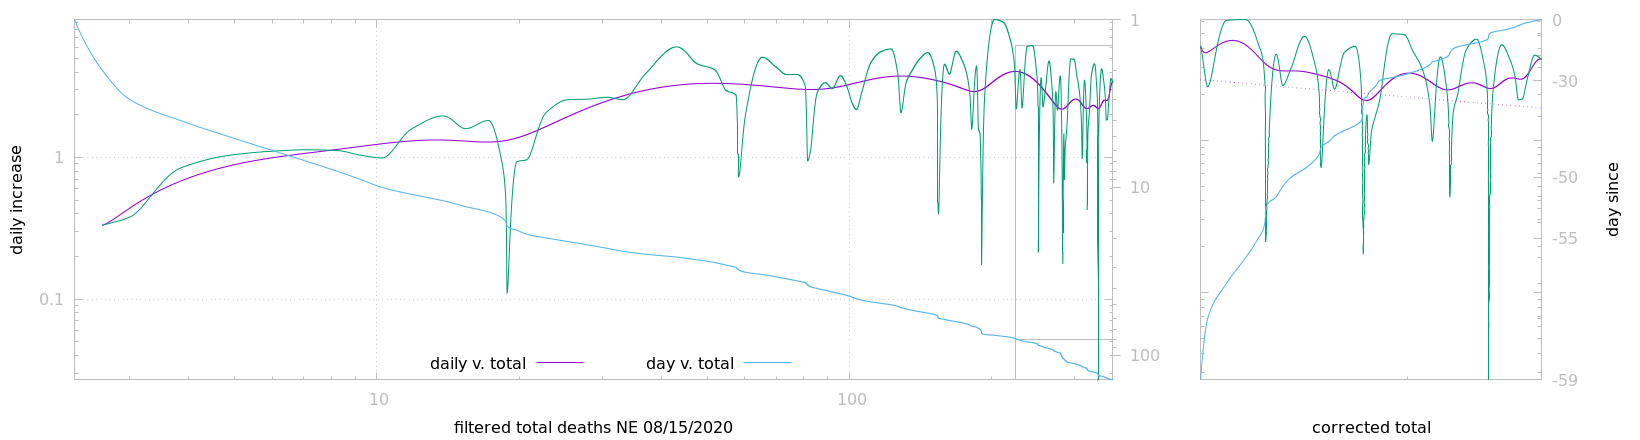 daily increase
1
0.1
10
100
1
10
100
daily v. total
day v. total
filtered total deaths NE 08/15/2020
0
-30
-50
-55
-59
day since
corrected total